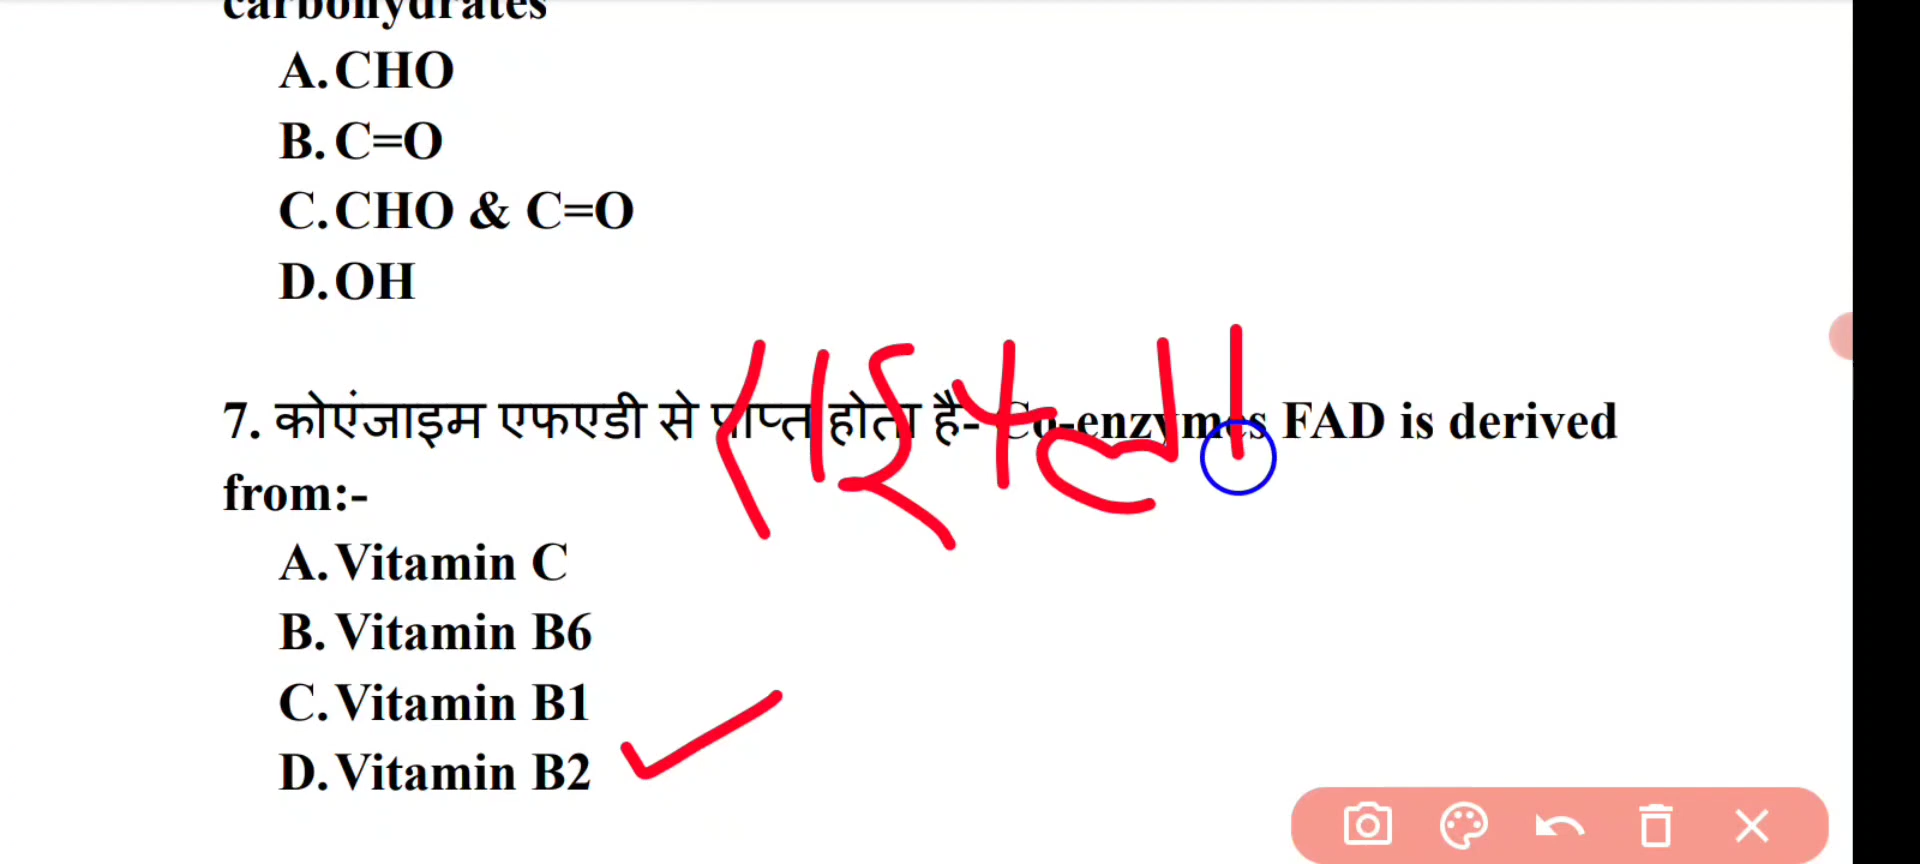 carbohydrates
A. CHO
B. C=O
C. CHO & C=O
D. OH
7. कोएंजाइम एफएडी से प्राप्त होता है- Co-enzymes FAD is derived
from:-
A. Vitamin C
B. Vitamin B6
C. Vitamin B1
D. Vitamin B2